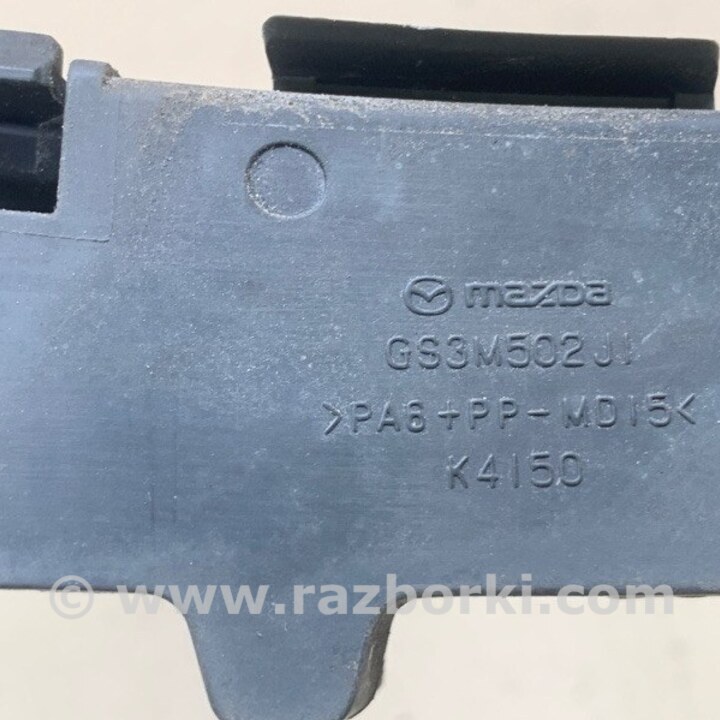 mazda
GS3M502J1
>PA6+PP-MD15<
K4150
© www.razborki.com